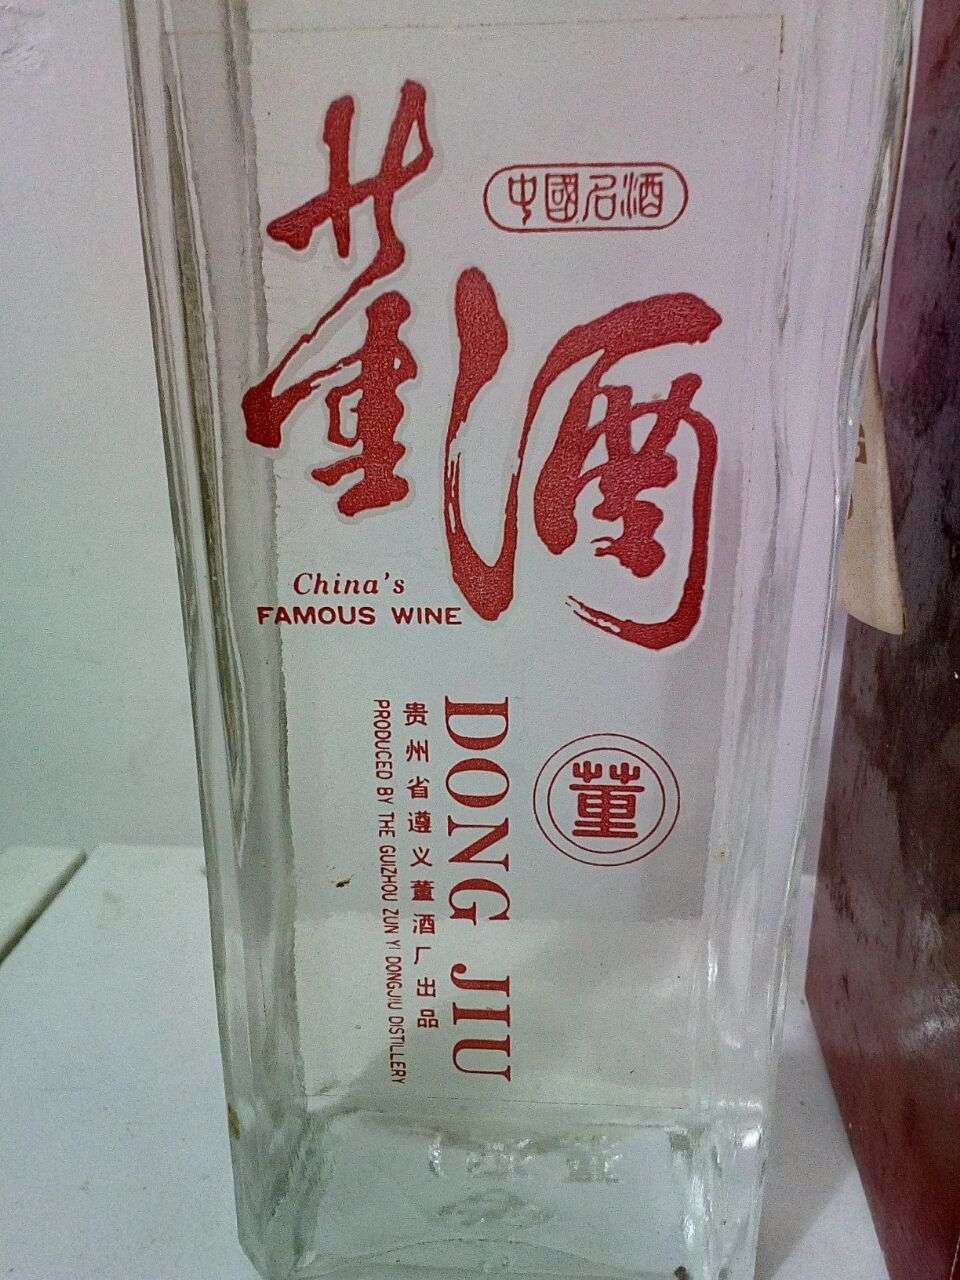 中國名酒
董酒
China's
FAMOUS WINE
董
DONG JIU
贵州省遵义董酒厂出品
PRODUCED BY THE GUIZHOU ZUN YI DONGJIU DISTILLERY